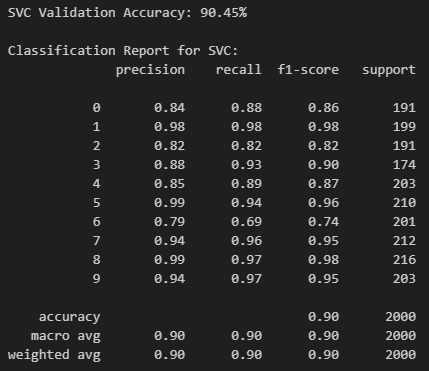 SVC Validation Accuracy: 90.45%
Classification Report for SVC:
precision recall f1-score support
0 0.84 0.88 0.86 191
1 0.98 0.98 0.98 199
2 0.82 0.82 0.82 191
3 0.88 0.93 0.90 174
4 0.85 0.89 0.87 203
5 0.99 0.94 0.96 210
6 0.79 0.69 0.74 201
7 0.94 0.96 0.95 212
8 0.99 0.97 0.98 216
9 0.94 0.97 0.95 203
accuracy 0.90 2000
macro avg 0.90 0.90 0.90 2000
weighted avg 0.90 0.90 0.90 2000